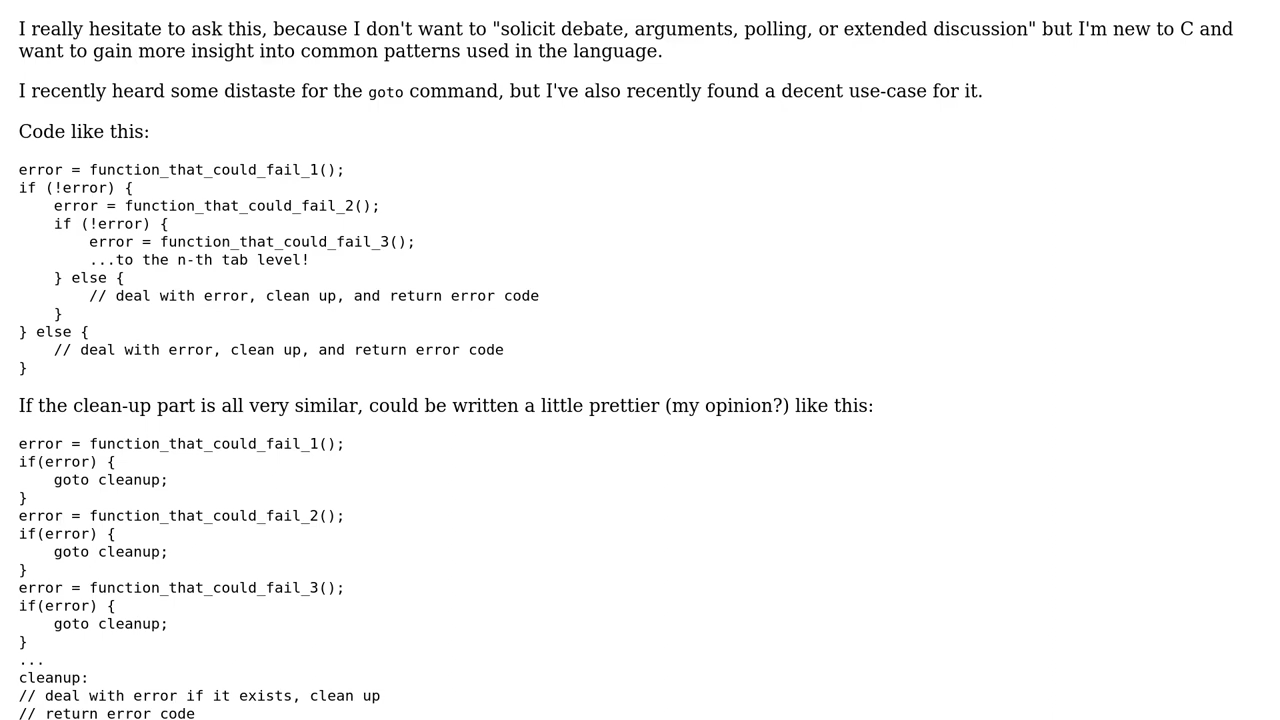 I really hesitate to ask this, because I don't want to "solicit debate, arguments, polling, or extended discussion" but I'm new to C and
want to gain more insight into common patterns used in the language.
I recently heard some distaste for the goto command, but I've also recently found a decent use-case for it.
Code like this:
error = function_that_could_fail_1();
if (!error) {
    error = function_that_could_fail_2();
    if (!error) {
        error = function_that_could_fail_3();
        ...to the n-th tab level!
    } else {
        // deal with error, clean up, and return error code
    }
} else {
    // deal with error, clean up, and return error code
}
If the clean-up part is all very similar, could be written a little prettier (my opinion?) like this:
error = function_that_could_fail_1();
if(error) {
    goto cleanup;
}
error = function_that_could_fail_2();
if(error) {
    goto cleanup;
}
error = function_that_could_fail_3();
if(error) {
    goto cleanup;
}
...
cleanup:
// deal with error if it exists, clean up
// return error code